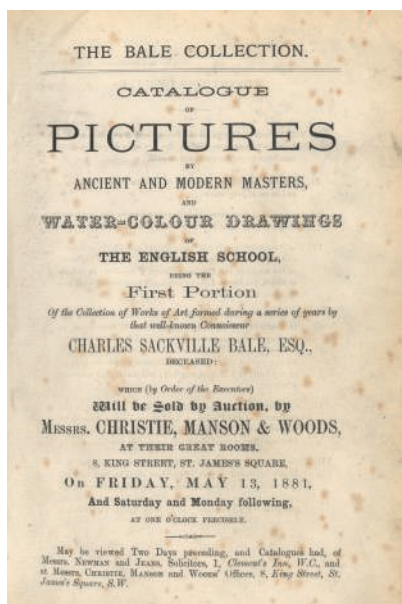 THE BALE COLLECTION.
CATALOGUE
OF
PICTURES
BY
ANCIENT AND MODERN MASTERS,
AND
WATER-COLOUR DRAWINGS
OF
THE ENGLISH SCHOOL,
BEING THE
First Portion
Of the Collection of Works of Art formed during a series of years by
that well-known Connoisseur
CHARLES SACKVILLE BALE, ESQ.,
DECEASED:
WHICH (by Order of the Executors)
Will be Sold by Auction, by
MESSRS. CHRISTIE, MANSON & WOODS,
AT THEIR GREAT ROOMS,
8, KING STREET, ST. JAMES'S SQUARE,
On FRIDAY, MAY 13, 1881,
And Saturday and Monday following,
AT ONE O'CLOCK PRECISELY.
May be viewed Two Days preceding, and Catalogues had, of
Messrs. NEWMAN and JEANS, Solicitors, 1, Clement's Inn, W.C., and
at Messrs. CHRISTIE, MANSON and WOODS' Offices, 8, King Street, St.
James's Square, S.W.